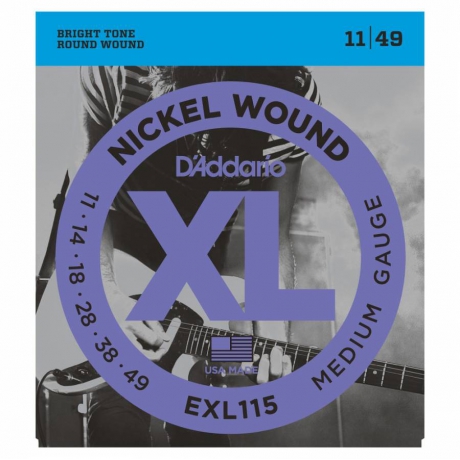 BRIGHT TONE
ROUND WOUND
11|49
NICKEL WOUND
D'Addario
XL
11 · 14 · 18 · 28 · 38 · 49
MEDIUM GAUGE
USA MADE
EXL115